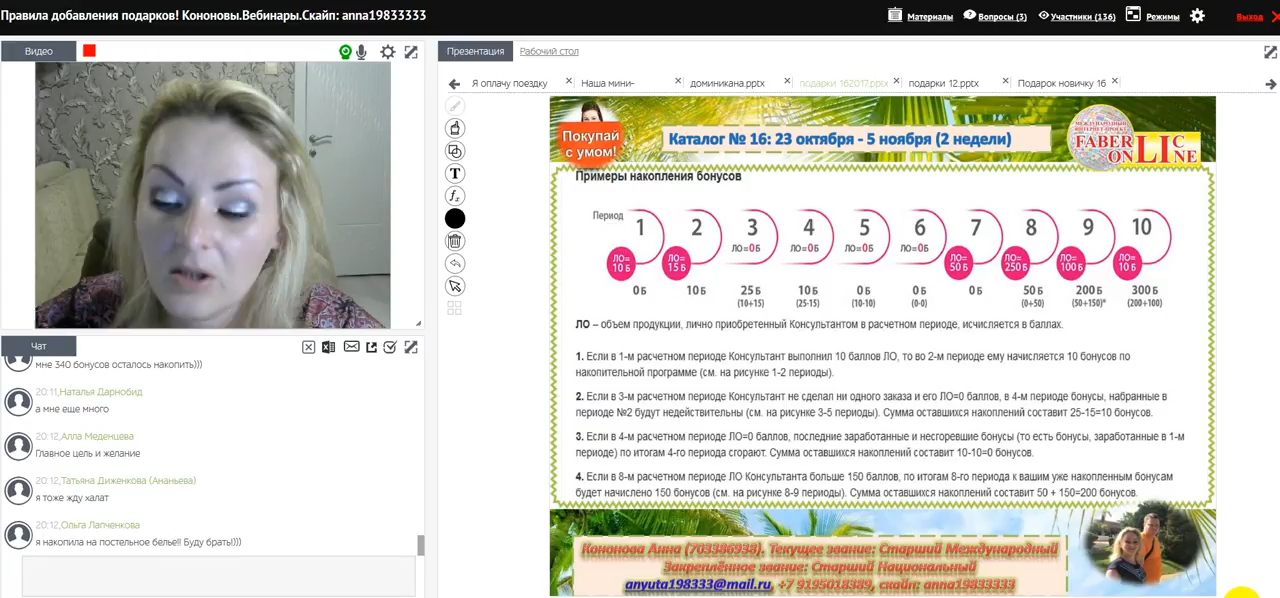 Правила добавления подарков! Кононовы.Вебинары.Скайп: anna19833333
Материалы Вопросы (3) Участники (136) Режимы Выход
Видео
Презентация Рабочий стол
Я оплачу поездку Наша мини- доминикана.pptx подарки 162017.pptx подарки 12.pptx Подарок новичку 16
Покупай
с умом!
Каталог № 16: 23 октября - 5 ноября (2 недели)
МЕЖДУНАРОДНЫЙ
ИНТЕРНЕТ-ПРОЕКТ
FABERLIC
ONLINE
Примеры накопления бонусов
Период 1 2 3 4 5 6 7 8 9 10
ЛО=0Б ЛО=0Б ЛО=0Б ЛО=0Б
ЛО=
10 Б
ЛО=
15 Б
ЛО=
50 Б
ЛО=
250 Б
ЛО=
100 Б
ЛО=
10 Б
0 Б 10 Б 25 Б 10 Б 0 Б 0 Б 0 Б 50 Б 200 Б 300 Б
(10+15) (25-15) (10-10) (0-0) (0+50) (50+150)* (200+100)
ЛО – объем продукции, лично приобретенный Консультантом в расчетном периоде, исчисляется в баллах.
1. Если в 1-м расчетном периоде Консультант выполнил 10 баллов ЛО, то во 2-м периоде ему начисляется 10 бонусов по
накопительной программе (см. на рисунке 1-2 периоды).
2. Если в 3-м расчетном периоде Консультант не сделал ни одного заказа и его ЛО=0 баллов, в 4-м периоде бонусы, набранные в
периоде №2 будут недействительны (см. на рисунке 3-5 периоды). Сумма оставшихся накоплений составит 25-15=10 бонусов.
3. Если в 4-м расчетном периоде ЛО=0 баллов, последние заработанные и несгоревшие бонусы (то есть бонусы, заработанные в 1-м
периоде) по итогам 4-го периода сгорают. Сумма оставшихся накоплений составит 10-10=0 бонусов.
4. Если в 8-м расчетном периоде ЛО Консультанта больше 150 баллов, по итогам 8-го периода к вашим уже накопленным бонусам
будет начислено 150 бонусов (см. на рисунке 8-9 периоды). Сумма оставшихся накоплений составит 50 + 150=200 бонусов.
Кононова Анна (703386938). Текущее звание: Старший Международный
Закреплённое звание: Старший Национальный
anyuta198333@mail.ru, +7 9195018389, скайп: anna19833333
Чат
мне 340 бонусов осталось накопить)))
20:11,Наталья Дарнобид
а мне еще много
20:12,Алла Меденцева
Главное цель и желание
20:12,Татьяна Диженкова (Ананьева)
я тоже жду халат
20:12,Ольга Лапченкова
я накопила на постельное белье!! Буду брать!)))